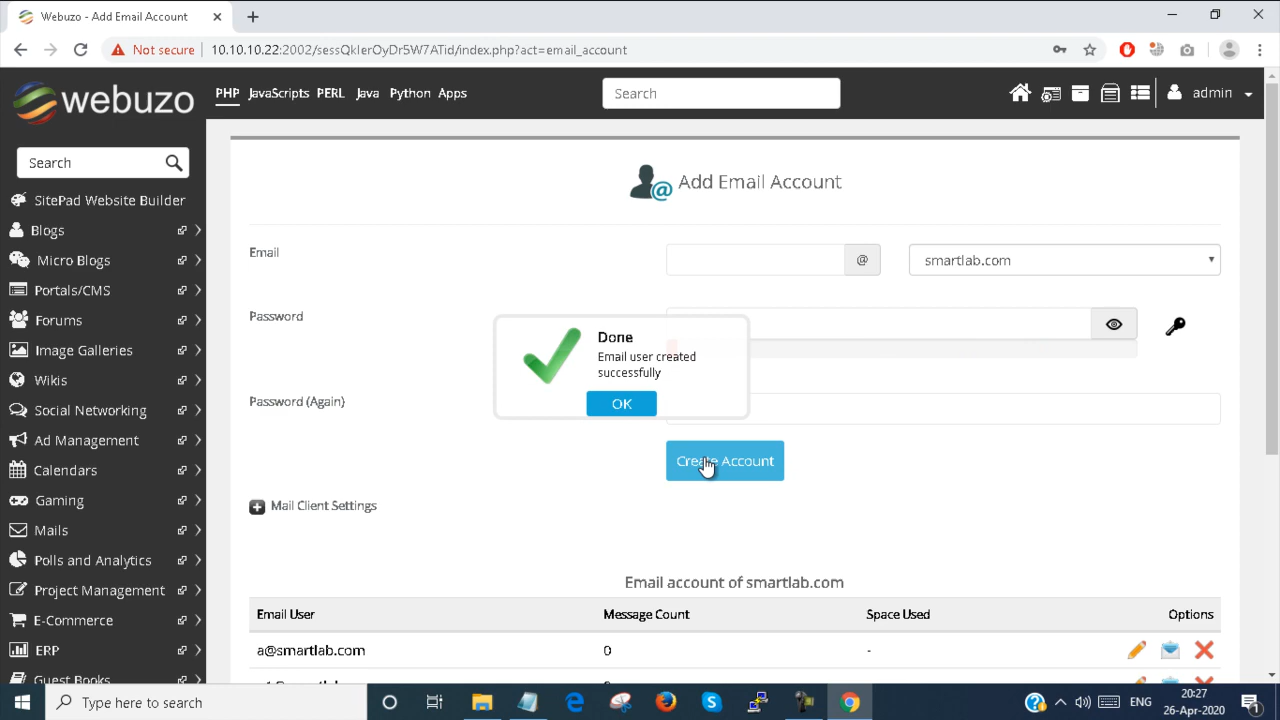 Webuzo - Add Email Account
Not secure
10.10.10.22:2002/sessQkIerOyDr5W7ATid/index.php?act=email_account
webuzo
PHP JavaScripts PERL Java Python Apps
Search
admin
Search
SitePad Website Builder
Blogs
Micro Blogs
Portals/CMS
Forums
Image Galleries
Wikis
Social Networking
Ad Management
Calendars
Gaming
Mails
Polls and Analytics
Project Management
E-Commerce
ERP
Guest Books
Add Email Account
Email
@
smartlab.com
Password
Done
Email user created
successfully
OK
Password (Again)
Create Account
Mail Client Settings
Email account of smartlab.com
Email User Message Count Space Used Options
a@smartlab.com 0 -
Type here to search
ENG
20:27
26-Apr-2020
1